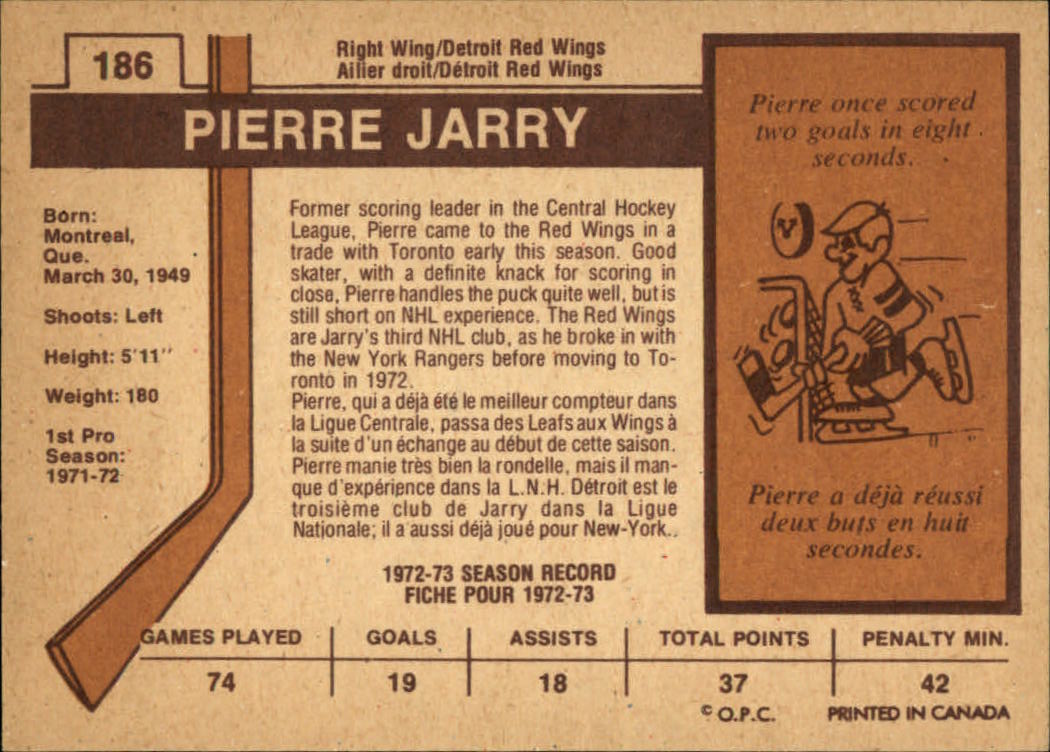 186
Right Wing/Detroit Red Wings
Ailier droit/Détroit Red Wings
PIERRE JARRY
Born:
Montreal,
Que.
March 30, 1949
Shoots: Left
Height: 5'11"
Weight: 180
1st Pro
Season:
1971-72
Former scoring leader in the Central Hockey
League, Pierre came to the Red Wings in a
trade with Toronto early this season. Good
skater, with a definite knack for scoring in
close, Pierre handles the puck quite well, but is
still short on NHL experience. The Red Wings
are Jarry's third NHL club, as he broke in with
the New York Rangers before moving to To-
ronto in 1972.
Pierre, qui a déjà été le meilleur compteur dans
la Ligue Centrale, passa des Leafs aux Wings à
la suite d'un échange au début de cette saison.
Pierre manie très bien la rondelle, mais il man-
que d'expérience dans la L.N.H. Détroit est le
troisième club de Jarry dans la Ligue
Nationale; il a aussi déjà joué pour New-York..
Pierre once scored
two goals in eight
seconds.
Pierre a déjà réussi
deux buts en huit
secondes.
1972-73 SEASON RECORD
FICHE POUR 1972-73
GAMES PLAYED GOALS ASSISTS TOTAL POINTS PENALTY MIN.
74 19 18 37 42
© O.P.C. PRINTED IN CANADA